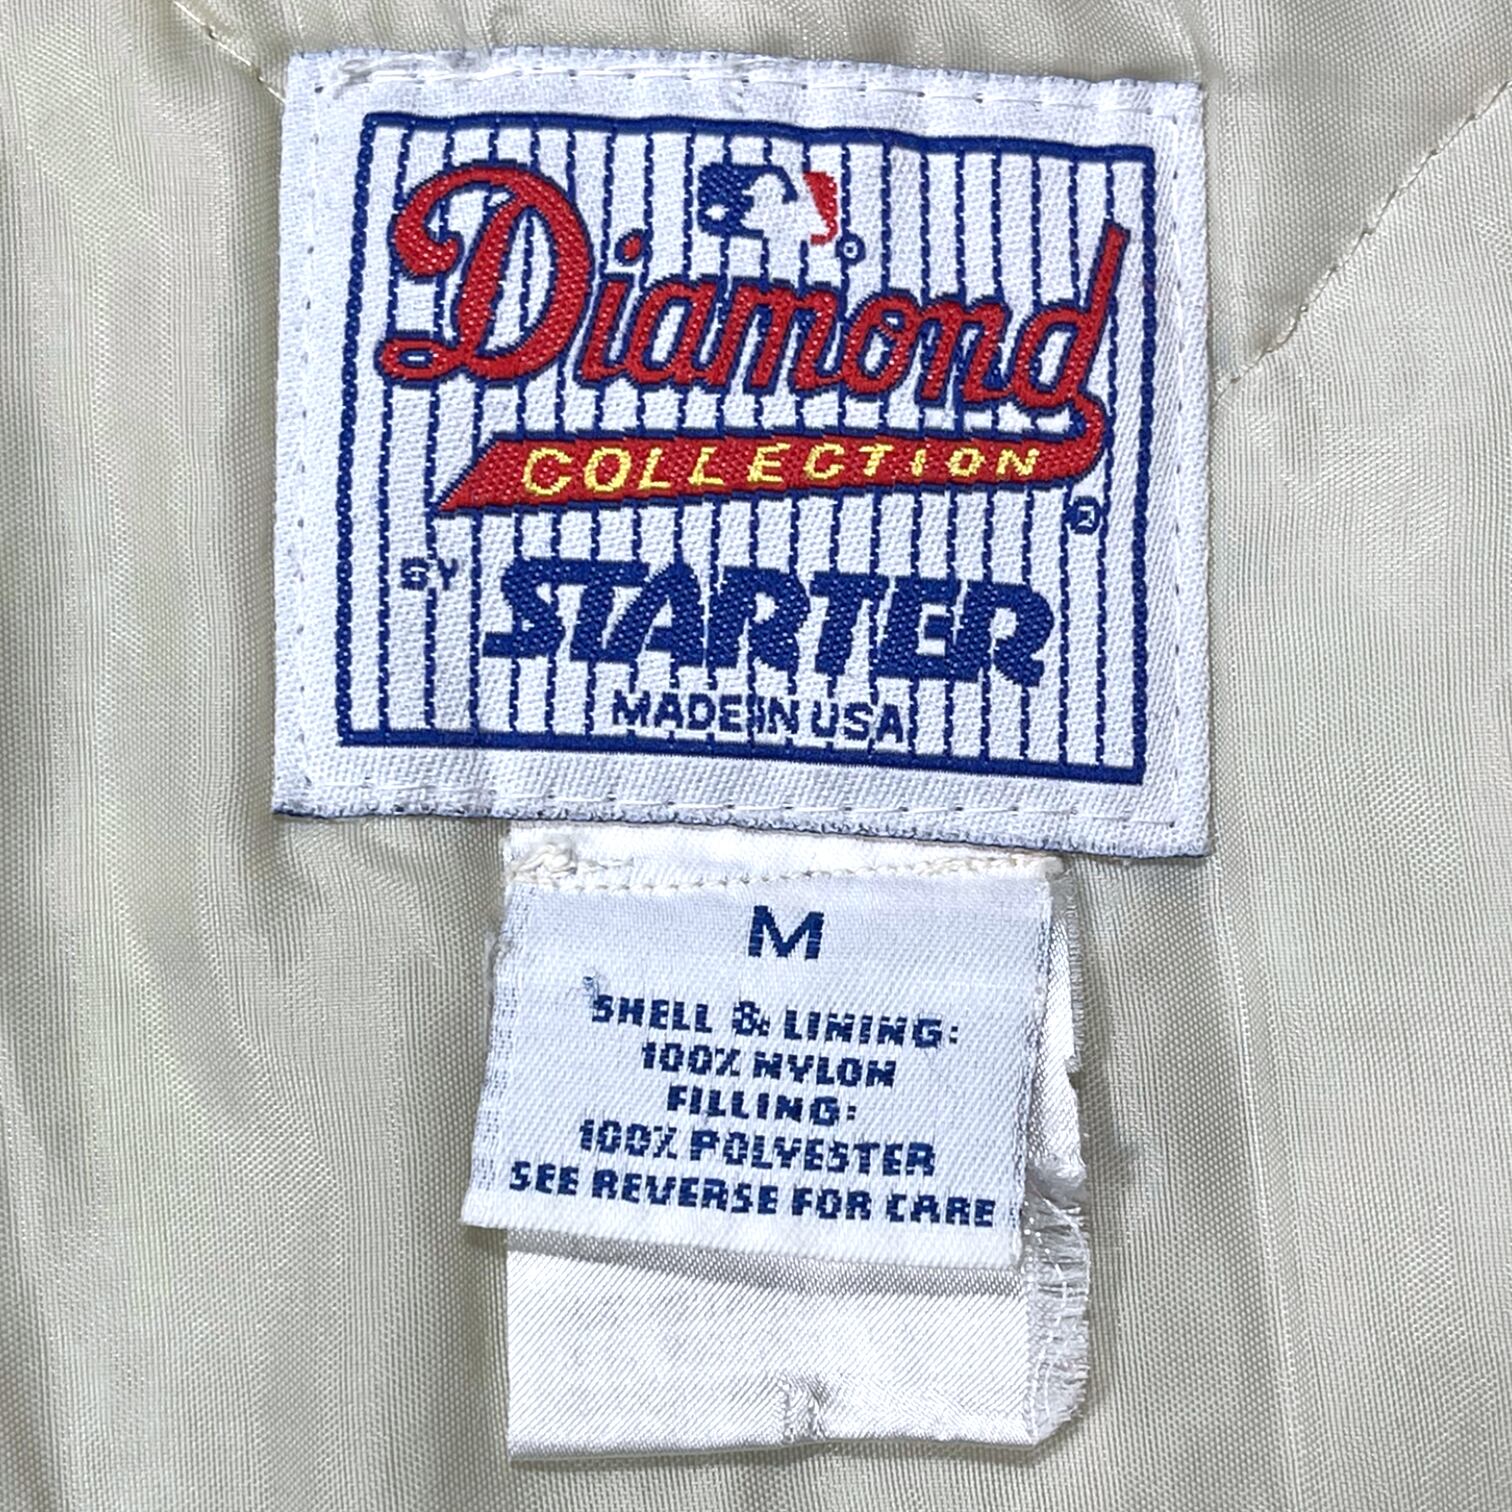 Diamond
COLLECTION
BY STARTER
MADE IN USA
M
SHELL & LINING:
100% NYLON
FILLING:
100% POLYESTER
SEE REVERSE FOR CARE